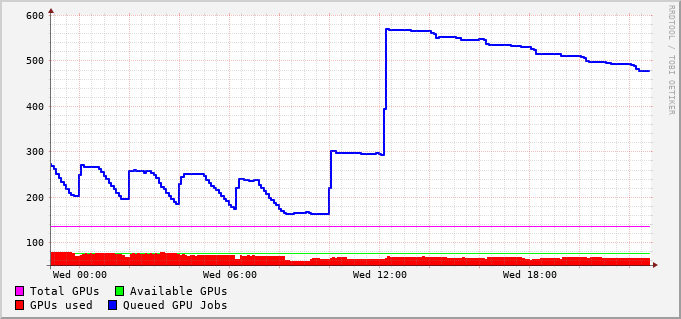 600
500
400
300
200
100
Wed 00:00 Wed 06:00 Wed 12:00 Wed 18:00
Total GPUs Available GPUs
GPUs used Queued GPU Jobs
RRDTOOL / TOBI OETIKER